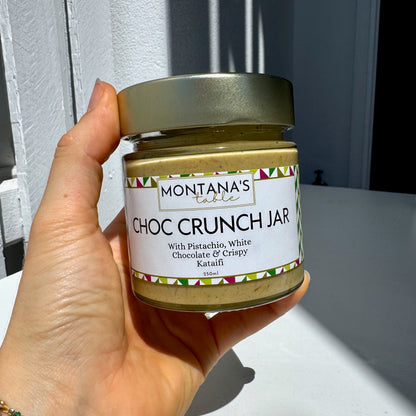 MONTANA'S
table
CHOC CRUNCH JAR
With Pistachio, White
Chocolate & Crispy
Kataifi
250ml